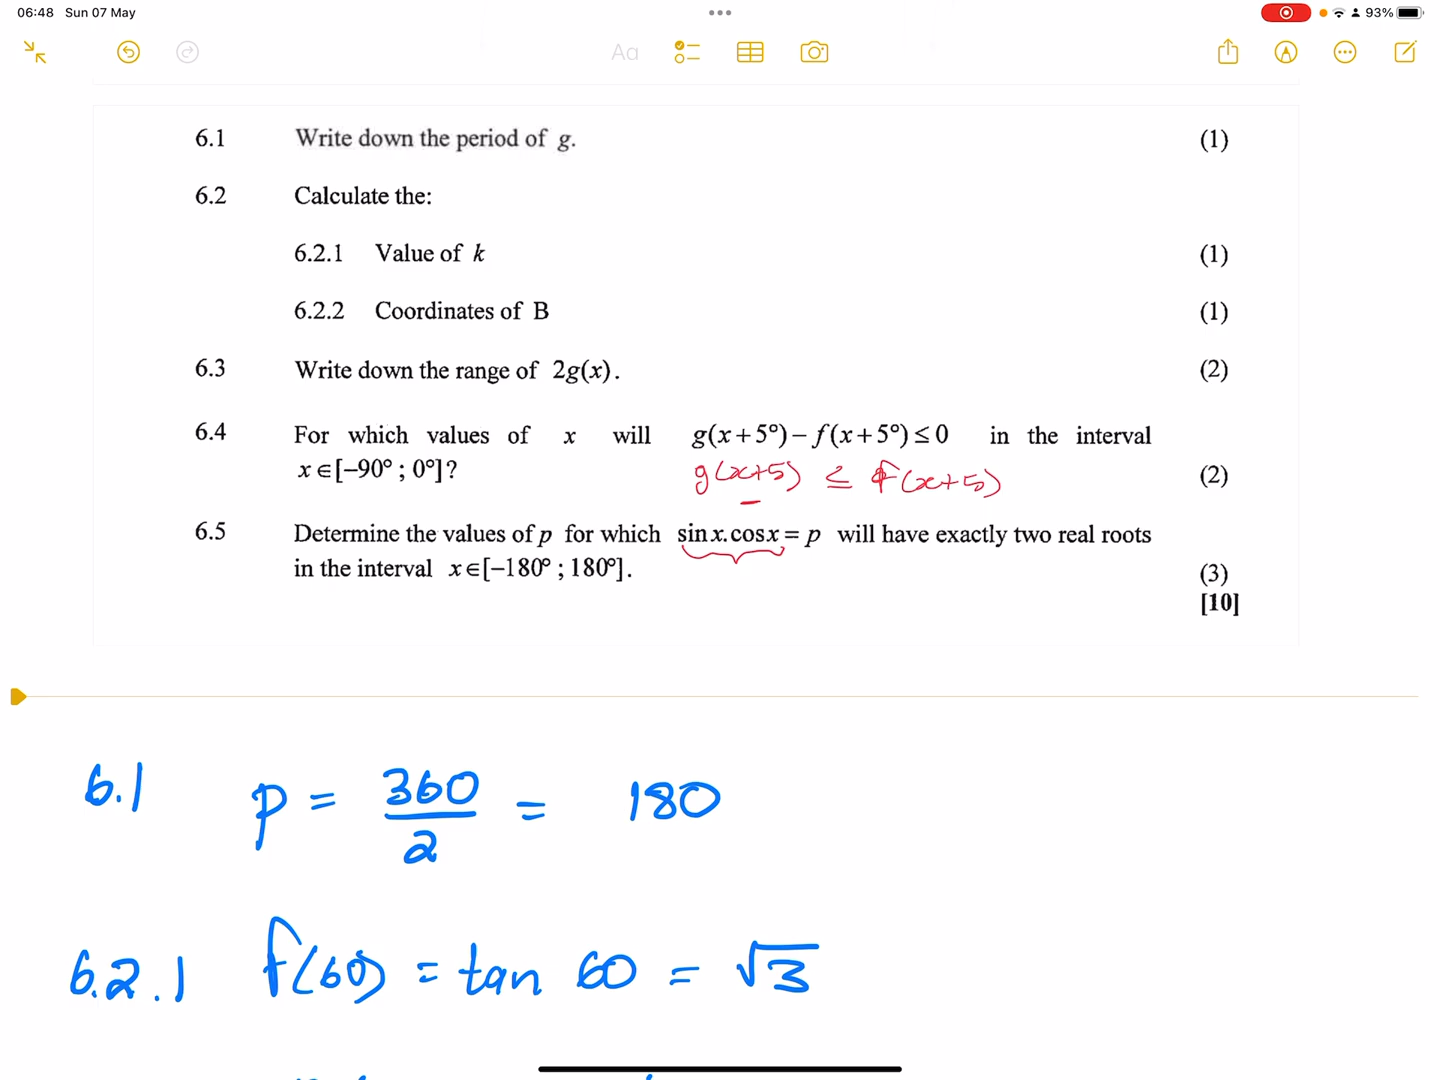 06:48 Sun 07 May
93%
Aa
6.1 Write down the period of g. (1)
6.2 Calculate the:
6.2.1 Value of k (1)
6.2.2 Coordinates of B (1)
6.3 Write down the range of 2g(x). (2)
6.4 For which values of x will g(x+5°)−f(x+5°)≤0 in the interval
x∈[−90° ; 0°]? (2)
g(x+5) ≤ f(x+5)
6.5 Determine the values of p for which sin x.cos x = p will have exactly two real roots
in the interval x∈[−180° ; 180°]. (3)
[10]
6.1 p = 360/2 = 180
6.2.1 f(60) = tan 60 = √3